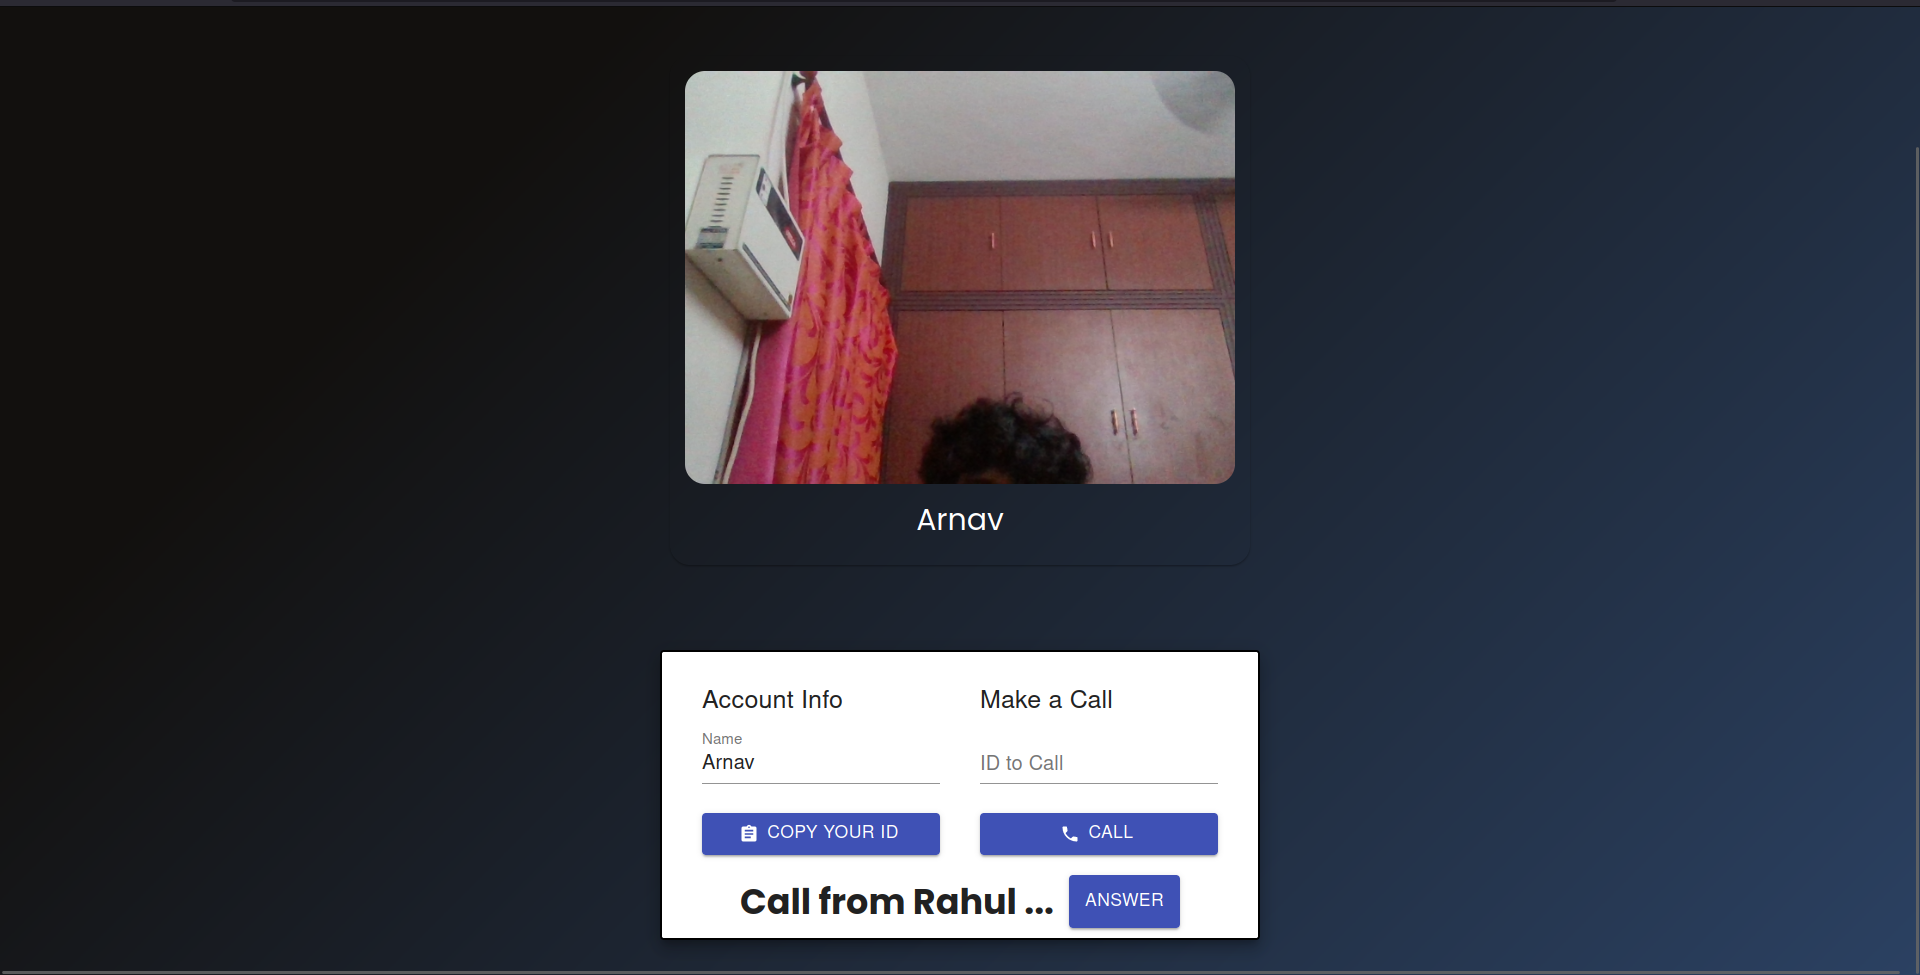 Arnav
Account Info
Name
Arnav
COPY YOUR ID
Make a Call
ID to Call
CALL
Call from Rahul ...
ANSWER